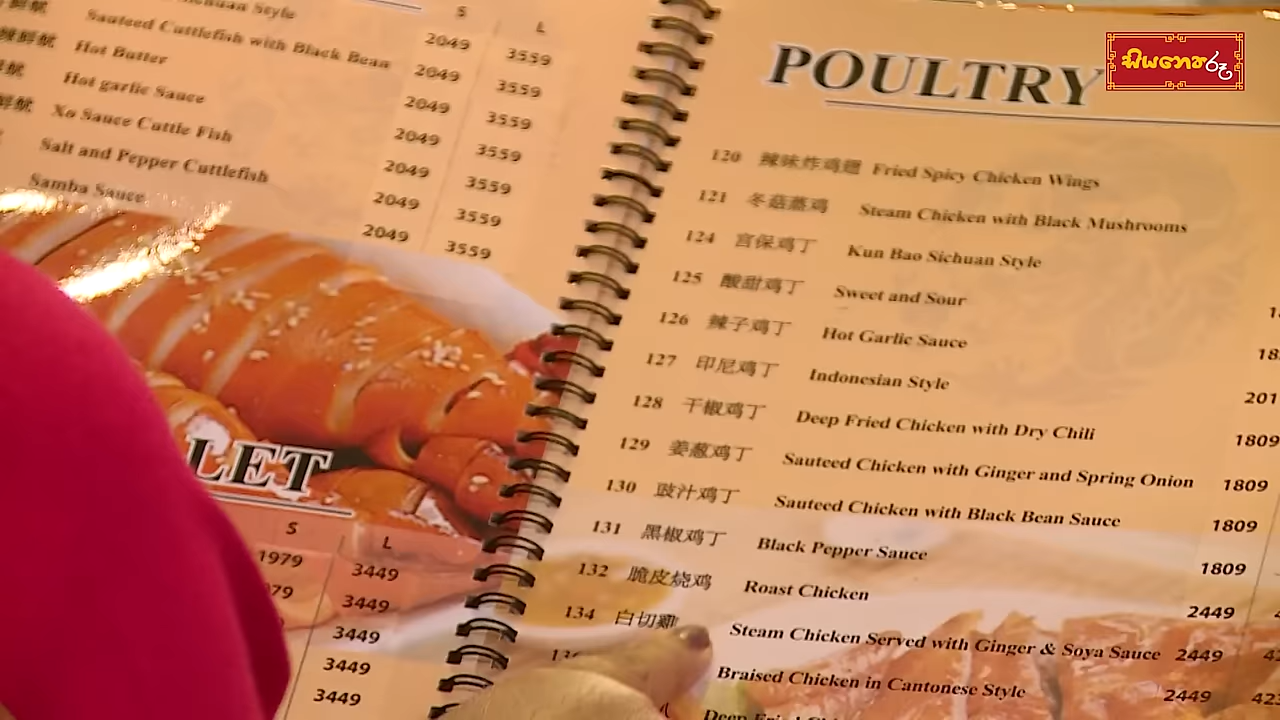 Sichuan Style
S L
Sauteed Cuttlefish with Black Bean 2049 3559
Hot Butter 2049 3559
Hot garlic Sauce 2049 3559
Xo Sauce Cuttle Fish 2049 3559
Salt and Pepper Cuttlefish 2049 3559
Samba Sauce 2049 3559
2049 3559
LET
S L
1979 3449
79 3449
3449
3449
3449
POULTRY
සියනෙත රූ
120 辣味炸鸡翅 Fried Spicy Chicken Wings
121 冬菇蒸鸡 Steam Chicken with Black Mushrooms
124 宫保鸡丁 Kun Bao Sichuan Style
125 酸甜鸡丁 Sweet and Sour
126 辣子鸡丁 Hot Garlic Sauce 18
127 印尼鸡丁 Indonesian Style 201
128 干椒鸡丁 Deep Fried Chicken with Dry Chili 1809
129 姜葱鸡丁 Sauteed Chicken with Ginger and Spring Onion 1809
130 豉汁鸡丁 Sauteed Chicken with Black Bean Sauce 1809
131 黑椒鸡丁 Black Pepper Sauce 1809
132 脆皮烧鸡 Roast Chicken 2449
134 白切雞 Steam Chicken Served with Ginger & Soya Sauce 2449
Braised Chicken in Cantonese Style 2449